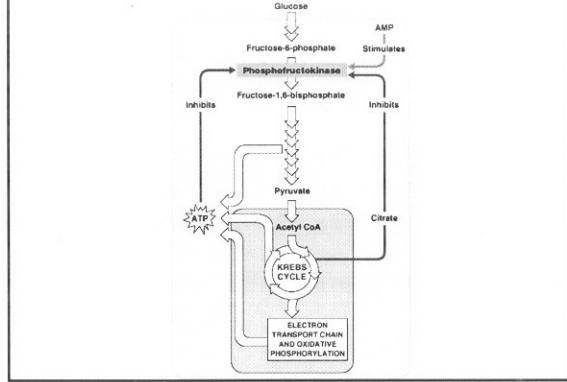 Glucose
AMP
Fructose-6-phosphate
Stimulates
Phosphofructokinase
Fructose-1,6-bisphosphate
Inhibits
Inhibits
Pyruvate
ATP
Acetyl CoA
Citrate
KREBS
CYCLE
ELECTRON
TRANSPORT CHAIN
AND OXIDATIVE
PHOSPHORYLATION